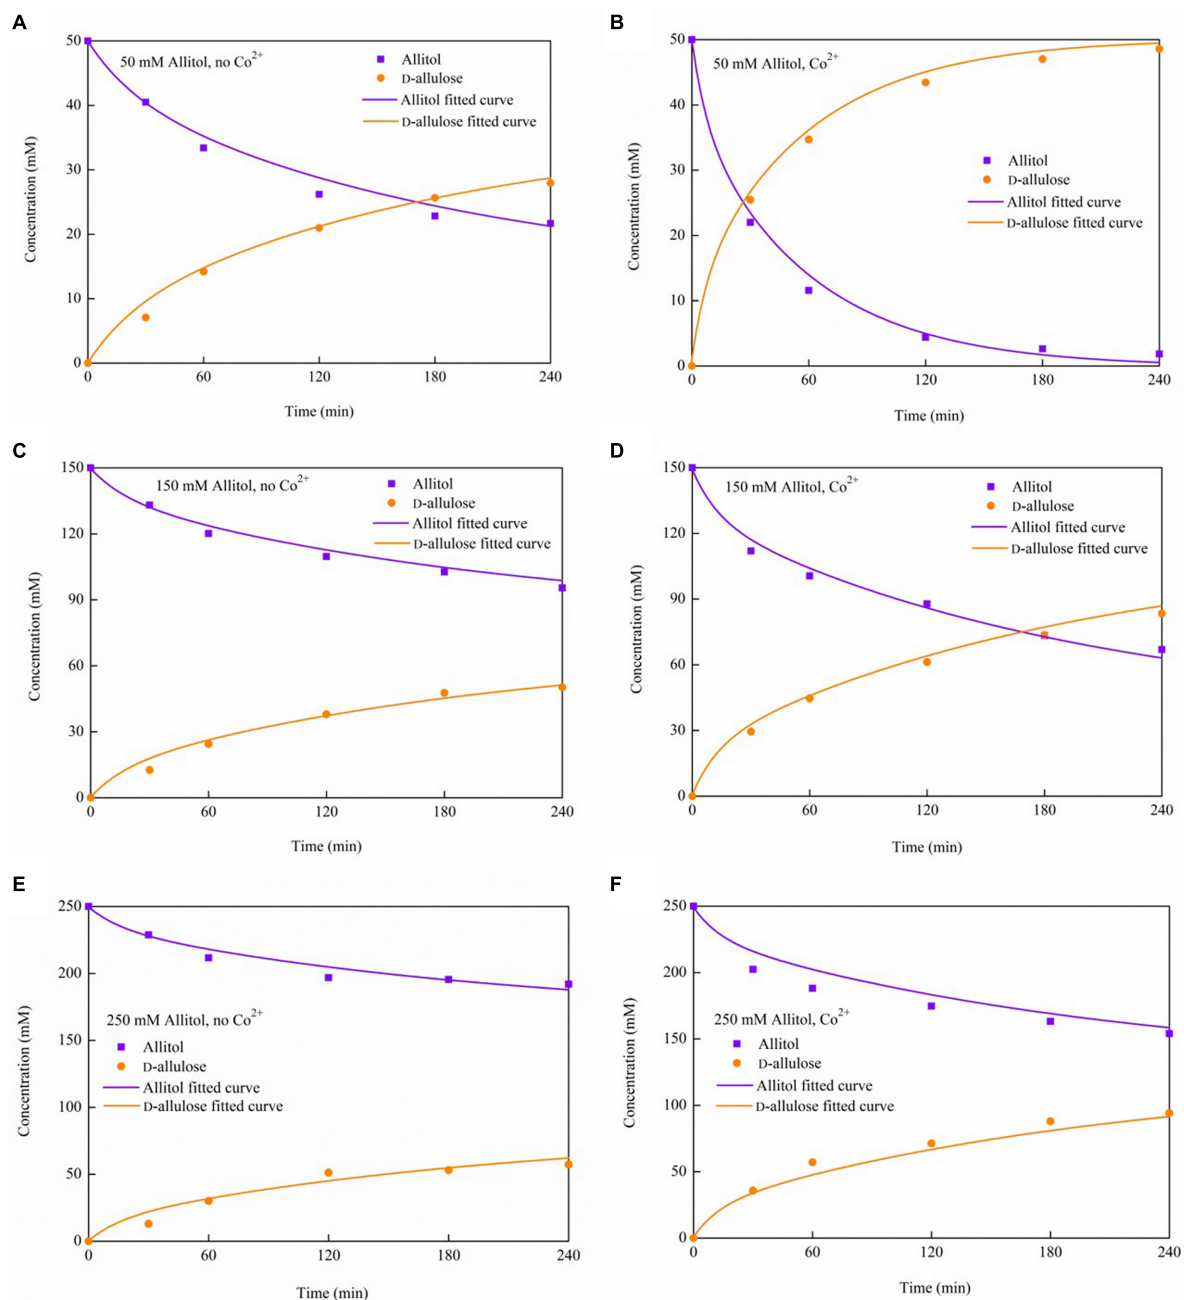 A
50 mM Allitol, no Co²⁺
Allitol
D-allulose
Allitol fitted curve
D-allulose fitted curve
Concentration (mM)
50
40
30
20
10
0
0 60 120 180 240
Time (min)
B
50 mM Allitol, Co²⁺
Allitol
D-allulose
Allitol fitted curve
D-allulose fitted curve
Concentration (mM)
50
40
30
20
10
0
0 60 120 180 240
Time (min)
C
150 mM Allitol, no Co²⁺
Allitol
D-allulose
Allitol fitted curve
D-allulose fitted curve
Concentration (mM)
150
120
90
60
30
0
0 60 120 180 240
Time (min)
D
150 mM Allitol, Co²⁺
Allitol
D-allulose
Allitol fitted curve
D-allulose fitted curve
Concentration (mM)
150
120
90
60
30
0
0 60 120 180 240
Time (min)
E
250 mM Allitol, no Co²⁺
Allitol
D-allulose
Allitol fitted curve
D-allulose fitted curve
Concentration (mM)
250
200
150
100
50
0
0 60 120 180 240
Time (min)
F
250 mM Allitol, Co²⁺
Allitol
D-allulose
Allitol fitted curve
D-allulose fitted curve
Concentration (mM)
250
200
150
100
50
0
0 60 120 180 240
Time (min)